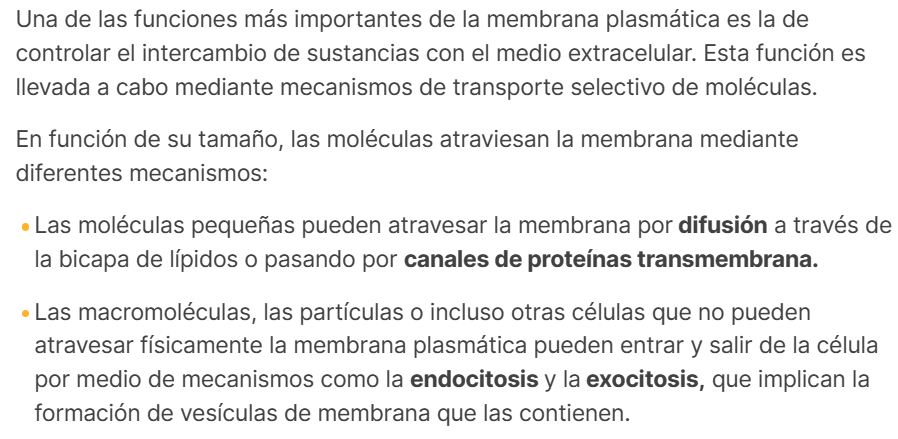 Una de las funciones más importantes de la membrana plasmática es la de
controlar el intercambio de sustancias con el medio extracelular. Esta función es
llevada a cabo mediante mecanismos de transporte selectivo de moléculas.
En función de su tamaño, las moléculas atraviesan la membrana mediante
diferentes mecanismos:
• Las moléculas pequeñas pueden atravesar la membrana por difusión a través de
la bicapa de lípidos o pasando por canales de proteínas transmembrana.
• Las macromoléculas, las partículas o incluso otras células que no pueden
atravesar físicamente la membrana plasmática pueden entrar y salir de la célula
por medio de mecanismos como la endocitosis y la exocitosis, que implican la
formación de vesículas de membrana que las contienen.